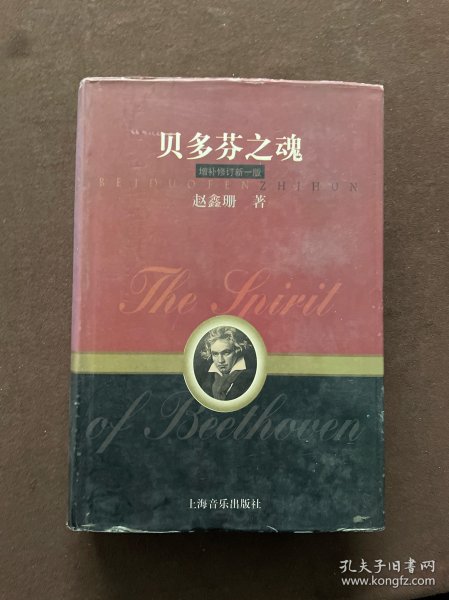 贝多芬之魂
增补修订新一版
BEIDUOFENZHIHUN
赵鑫珊 著
The Spirit
of Beethoven
上海音乐出版社
孔夫子旧书网
www.kongfz.com